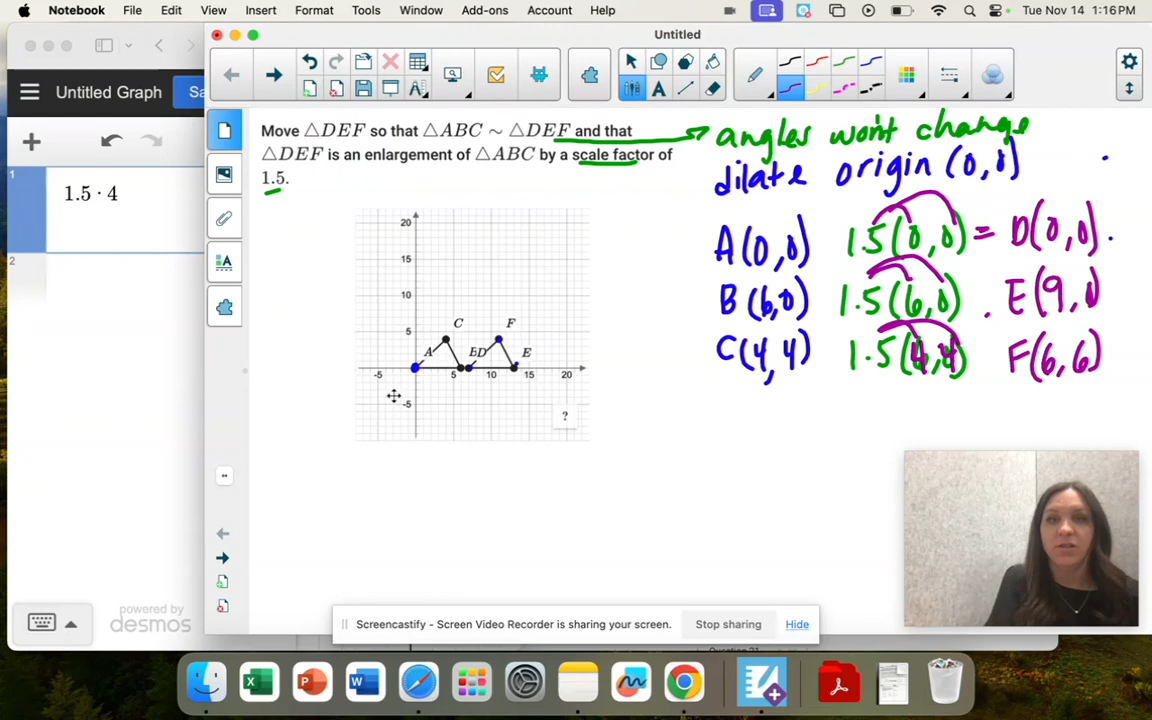 Notebook File Edit View Insert Format Tools Window Add-ons Account Help Tue Nov 14 1:16 PM
Untitled
Untitled Graph Sa
1
1.5 · 4
2
powered by
desmos
Move △DEF so that △ABC ∼ △DEF and that
△DEF is an enlargement of △ABC by a scale factor of
1.5.
angles won't change
dilate origin (0,0)
A(0,0) 1.5(0,0) = D(0,0).
B(6,0) 1.5(6,0) . E(9,0)
C(4,4) 1.5(4,4) F(6,6)
20
15
10
5
C F
A D E
-5 5 10 15 20
-5
?
Screencastify - Screen Video Recorder is sharing your screen. Stop sharing Hide